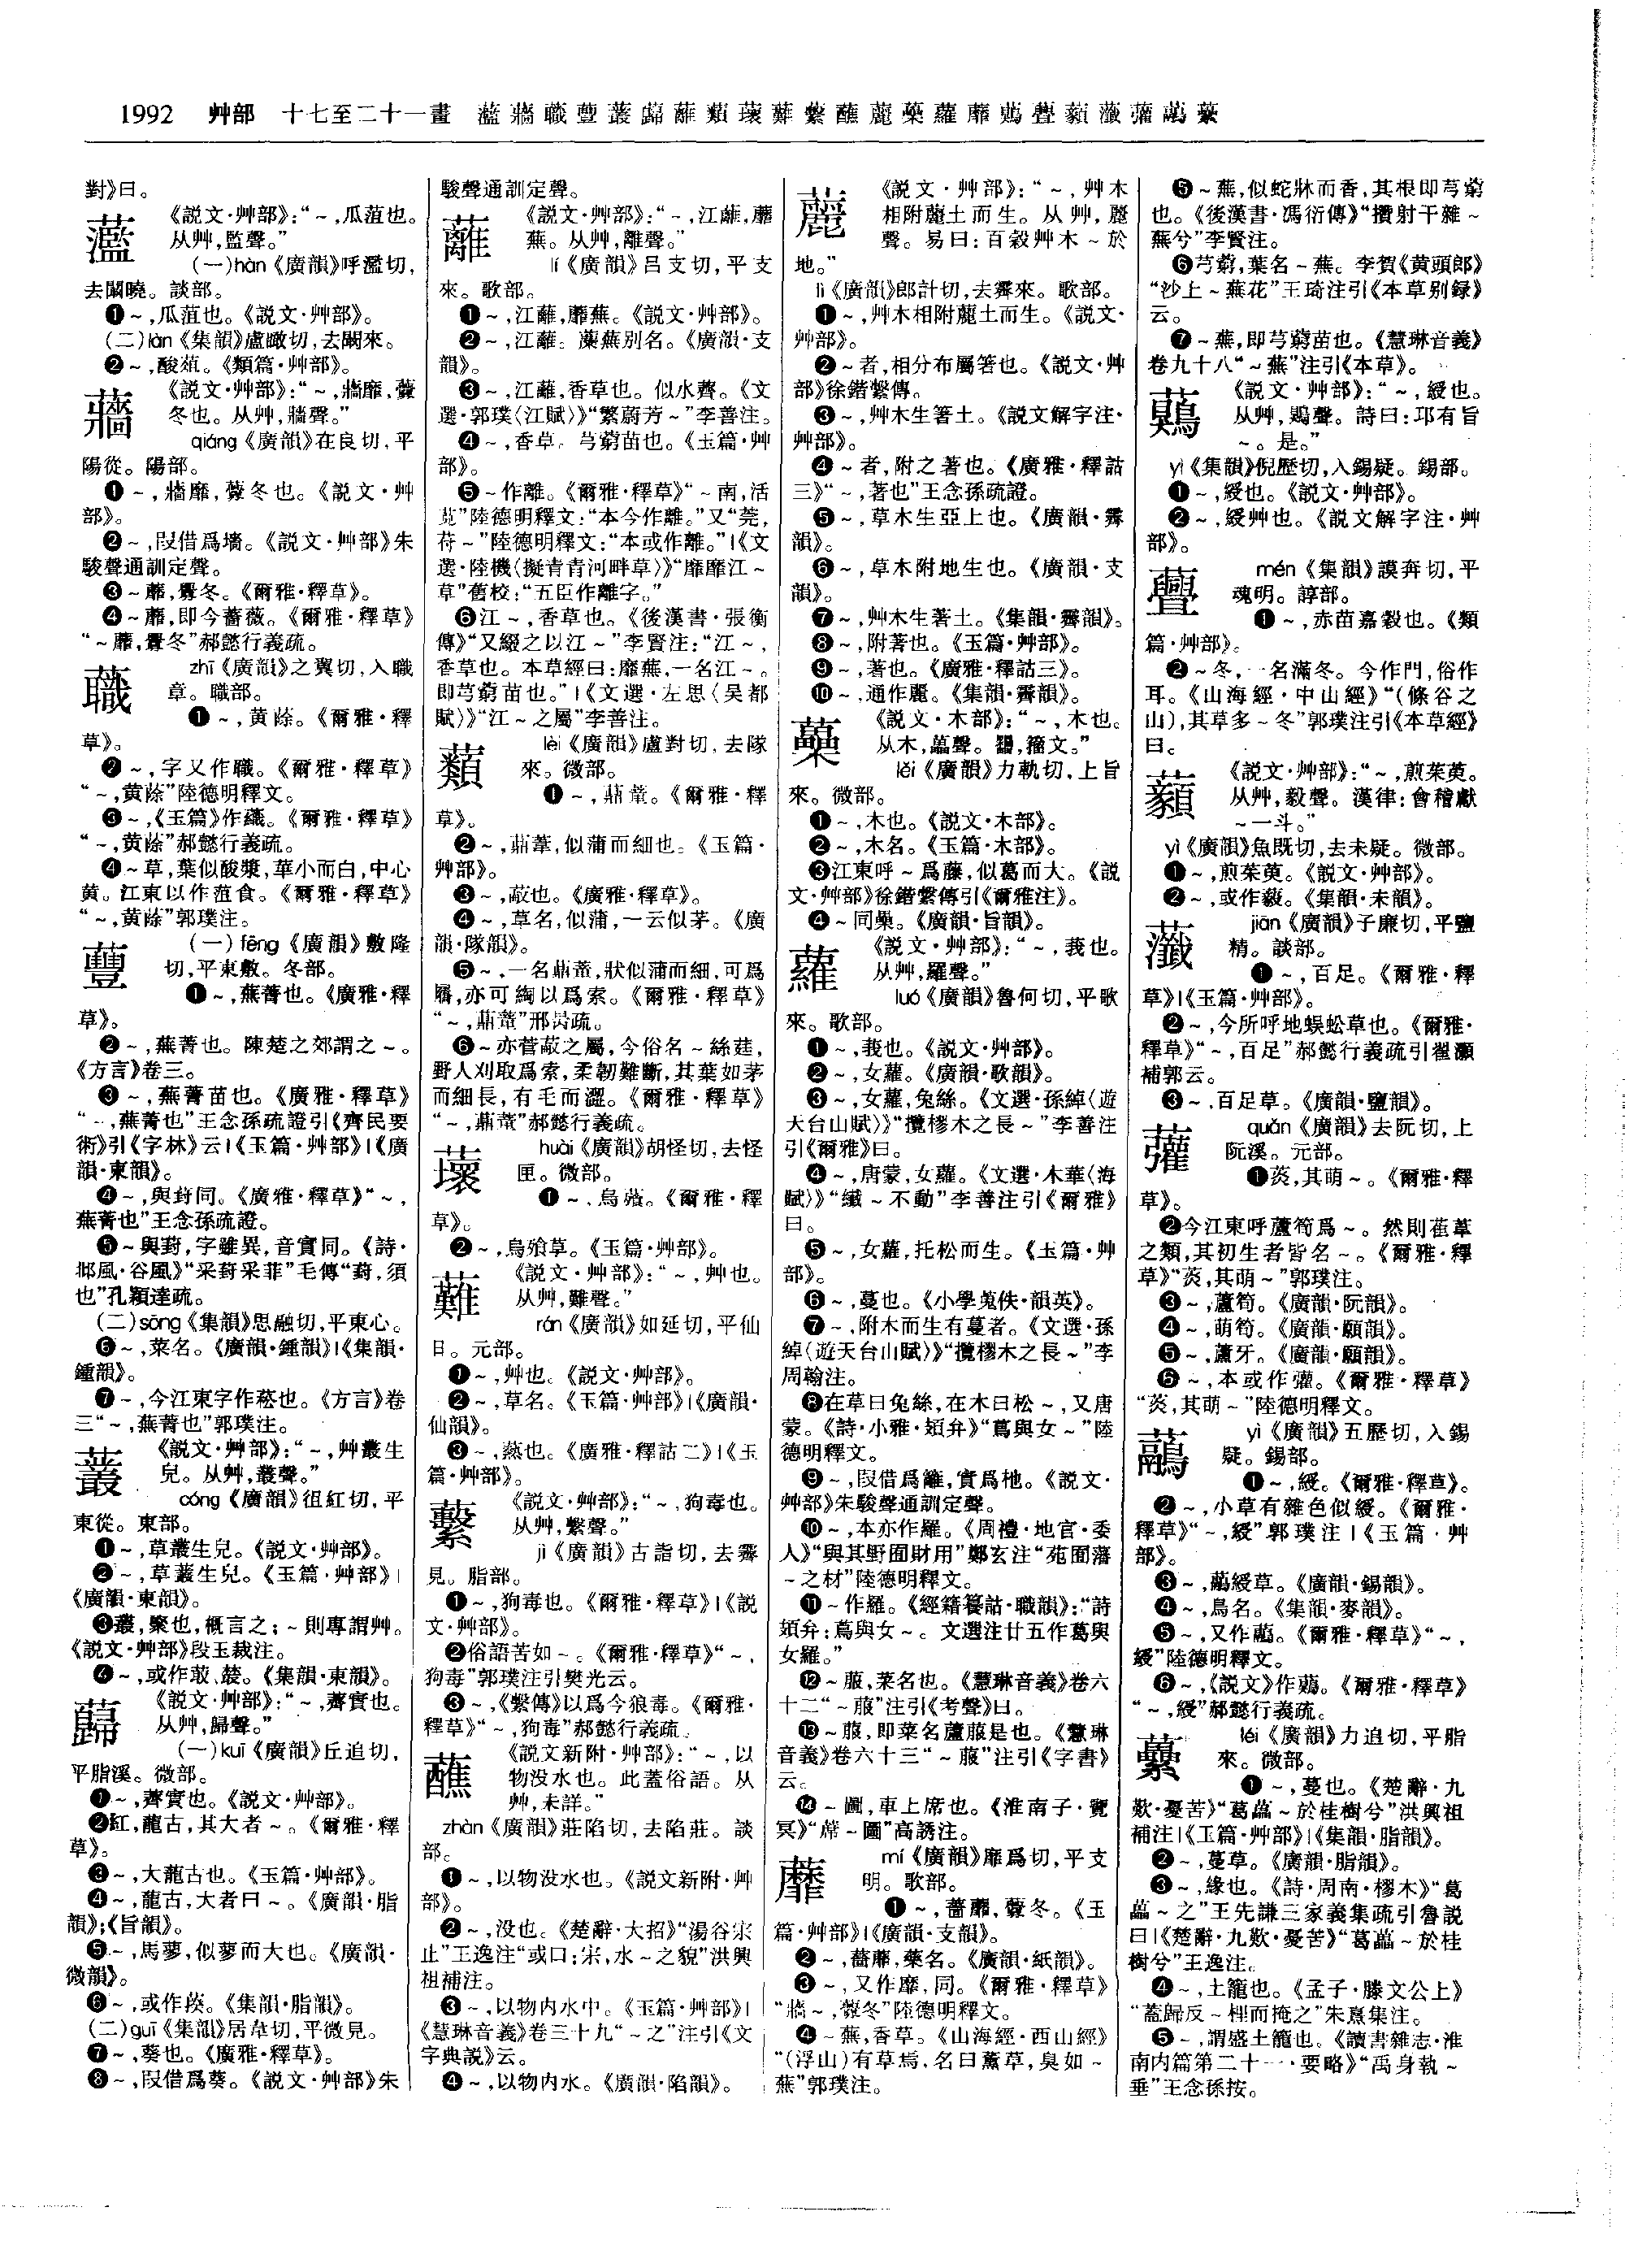 1992 艸部 十七至二十一畫 蘫蘠蘵蘴藂蘬蘺蘱蘹蘸蘿蘼虋虇
對》曰。
《説文·艸部》:“~,瓜菹也。
从艸,監聲。”
(一)hàn《廣韻》呼濫切,
去闞曉。談部。
❶~,瓜菹也。《説文·艸部》。
(二)làn《集韻》盧瞰切,去闞來。
❷~,酸菹。《類篇·艸部》。
蘠
《説文·艸部》:“~,蘠靡,虋
冬也。从艸,牆聲。”
qiáng《廣韻》在良切,平
陽從。陽部。
❶~,蘠靡,虋冬也。《説文·艸
部》。
❷~,叚借爲墻。《説文·艸部》朱
駿聲通訓定聲。
❸~蘼,虋冬。《爾雅·釋草》。
❹~蘼,即今薔薇。《爾雅·釋草》
“~蘼,虋冬”郝懿行義疏。
蘵
zhī《廣韻》之翼切,入職
章。職部。
❶~,黄蒢。《爾雅·釋
草》。
❷~,字又作職。《爾雅·釋草》
“~,黄蒢”陸德明釋文。
❸~,《玉篇》作蘵。《爾雅·釋草》
“~,黄蒢”郝懿行義疏。
❹~草,葉似酸漿,華小而白,中心
黄。江東以作菹食。《爾雅·釋草》
“~,黄蒢”郭璞注。
蘴
(一)fēng《廣韻》敷隆
切,平東敷。冬部。
❶~,蕪菁也。《廣雅·釋
草》。
❷~,蕪菁也。陳楚之郊謂之~。
《方言》卷三。
❸~,蕪菁苗也。《廣雅·釋草》
“~,蕪菁也”王念孫疏證引《齊民要
術》引《字林》云|《玉篇·艸部》|《廣
韻·東韻》。
❹~,與葑同。《廣雅·釋草》“~,
蕪菁也”王念孫疏證。
❺~與葑,字雖異,音實同。《詩·
邶風·谷風》“采葑采菲”毛傳“葑,須
也”孔穎達疏。
(二)sōng《集韻》思融切,平東心。
❻~,菜名。《廣韻·鍾韻》|《集韻·
鍾韻》。
❼~,今江東字作菘也。《方言》卷
三“~,蕪菁也”郭璞注。
《説文·艸部》:“~,艸叢生
皃。从艸,叢聲。”
cóng《廣韻》徂紅切,平
東從。東部。
❶~,草叢生皃。《説文·艸部》。
❷~,草叢生皃。《玉篇·艸部》|
《廣韻·東韻》。
❸叢,聚也,概言之;~則專謂艸。
《説文·艸部》段玉裁注。
❹~,或作菆、藂。《集韻·東韻》。
蘬
《説文·艸部》:“~,薺實也。
从艸,歸聲。”
(一)kuī《廣韻》丘追切,
平脂溪。微部。
❶~,薺實也。《説文·艸部》。
❷紅,蘢古,其大者~。《爾雅·釋
草》。
❸~,大蘢古也。《玉篇·艸部》。
❹~,蘢古,大者曰~。《廣韻·脂
韻》;《旨韻》。
❺~,馬蓼,似蓼而大也。《廣韻·
微韻》。
❻~,或作蘬。《集韻·脂韻》。
(二)guī《集韻》居韋切,平微見。
❼~,葵也。《廣雅·釋草》。
❽~,叚借爲葵。《説文·艸部》朱
駿聲通訓定聲。
蘺
《説文·艸部》:“~,江蘺,蘼
蕪。从艸,離聲。”
lí《廣韻》吕支切,平支
來。歌部。
❶~,江蘺,蘼蕪。《説文·艸部》。
❷~,江蘺。蘪蕪别名。《廣韻·支
韻》。
❸~,江蘺,香草也。似水薺。《文
選·郭璞〈江賦〉》“繁蔚芳~”李善注。
❹~,香草。芎藭苗也。《玉篇·艸
部》。
❺~作離。《爾雅·釋草》“~南,活
莌”陸德明釋文:“本今作離。”又“莞,
苻~”陸德明釋文:“本或作離。”|《文
選·陸機〈擬青青河畔草〉》“靡靡江~
草”舊校:“五臣作離字。”
❻江~,香草也。《後漢書·張衡
傳》“又綴之以江~”李賢注:“江~,
香草也。本草經曰:蘼蕪,一名江~。
即芎藭苗也。”|《文選·左思〈吴都
賦〉》“江~之屬”李善注。
蘱
lèi《廣韻》盧對切,去隊
來。微部。
❶~,薡蕫。《爾雅·釋
草》。
❷~,薡蕫,似蒲而細也。《玉篇·
艸部》。
❸~,菆也。《廣雅·釋草》。
❹~,草名,似蒲,一云似茅。《廣
韻·隊韻》。
❺~,一名薡蕫,狀似蒲而細,可爲
屩,亦可綯以爲索。《爾雅·釋草》
“~,薡蕫”邢昺疏。
❻~亦菅菆之屬,今俗名~絲莛,
野人刈取爲索,柔韌難斷,其葉如茅
而細長,有毛而澀。《爾雅·釋草》
“~,薡蕫”郝懿行義疏。
蘹
huài《廣韻》胡怪切,去怪
匣。微部。
❶~,烏蕵。《爾雅·釋
草》。
❷~,烏飧草。《玉篇·艸部》。
《説文·艸部》:“~,艸也。
从艸,難聲。”
rán《廣韻》如延切,平仙
日。元部。
❶~,艸也。《説文·艸部》。
❷~,草名。《玉篇·艸部》|《廣韻·
仙韻》。
❸~,蒸也。《廣雅·釋詁二》|《玉
篇·艸部》。
蘻
《説文·艸部》:“~,狗毒也。
从艸,繫聲。”
jì《廣韻》古詣切,去霽
見。脂部。
❶~,狗毒也。《爾雅·釋草》|《説
文·艸部》。
❷俗語苦如~。《爾雅·釋草》“~,
狗毒”郭璞注引樊光云。
❸~,《繫傳》以爲今狼毒。《爾雅·
釋草》“~,狗毒”郝懿行義疏。
蘸
《説文新附·艸部》:“~,以
物没水也。此蓋俗語。从
艸,未詳。”
zhàn《廣韻》莊陷切,去陷莊。談
部。
❶~,以物没水也。《説文新附·艸
部》。
❷~,没也。《楚辭·大招》“湯谷宋
止”王逸注“或曰:宋,水~之貌”洪興
祖補注。
❸~,以物内水中。《玉篇·艸部》|
《慧琳音義》卷三十九“~之”注引《文
字典説》云。
❹~,以物内水。《廣韻·陷韻》。
《説文·艸部》:“~,艸木
相附䕻土而生。从艸,麗
聲。易曰:百穀艸木~於
地。”
lì《廣韻》郎計切,去霽來。歌部。
❶~,艸木相附䕻土而生。《説文·
艸部》。
❷~者,相分布屬箸也。《説文·艸
部》徐鍇繫傳。
❸~,艸木生箸土。《説文解字注·
艸部》。
❹~者,附之著也。《廣雅·釋詁
三》“~,著也”王念孫疏證。
❺~,草木生亞上也。《廣韻·霽
韻》。
❻~,草木附地生也。《廣韻·支
韻》。
❼~,艸木生著土。《集韻·霽韻》。
❽~,附著也。《玉篇·艸部》。
❾~,著也。《廣雅·釋詁三》。
❿~,通作麗。《集韻·霽韻》。
《説文·木部》:“~,木也。
从木,畾聲。,籀文。”
lěi《廣韻》力軌切,上旨
來。微部。
❶~,木也。《説文·木部》。
❷~,木名。《玉篇·木部》。
❸江東呼~爲藤,似葛而大。《説
文·艸部》徐鍇繫傳引《爾雅注》。
❹~同蔂。《廣韻·旨韻》。
蘿
《説文·艸部》:“~,莪也。
从艸,羅聲。”
luó《廣韻》魯何切,平歌
來。歌部。
❶~,莪也。《説文·艸部》。
❷~,女蘿。《廣韻·歌韻》。
❸~,女蘿,兔絲。《文選·孫綽〈遊
天台山賦〉》“攬樛木之長~”李善注
引《爾雅》曰。
❹~,唐蒙,女蘿。《文選·木華〈海
賦〉》“纖~不動”李善注引《爾雅》
曰。
❺~,女蘿,托松而生。《玉篇·艸
部》。
❻~,蔓也。《小學蒐佚·韻英》。
❼~,附木而生有蔓者。《文選·孫
綽〈遊天台山賦〉》“攬樛木之長~”李
周翰注。
❽在草曰兔絲,在木曰松~,又唐
蒙。《詩·小雅·頍弁》“蔦與女~”陸
德明釋文。
❾~,叚借爲籬,實爲杝。《説文·
艸部》朱駿聲通訓定聲。
❿~,本亦作羅。《周禮·地官·委
人》“與其野囿財用”鄭玄注“苑囿藩
~之材”陸德明釋文。
⓫~作羅。《經籍籑詁·職韻》:“詩
頍弁:蔦與女~。文選注廿五作葛與
女羅。”
⓬~菔,菜名也。《慧琳音義》卷六
十二“~菔”注引《考聲》曰。
⓭~菔,即菜名蘆菔是也。《慧琳
音義》卷六十三“~菔”注引《字書》
云。
⓮~圖,車上席也。《淮南子·覽
冥》“席~圖”高誘注。
蘼
mí《廣韻》靡爲切,平支
明。歌部。
❶~,薔蘼,虋冬。《玉
篇·艸部》|《廣韻·支韻》。
❷~,蔷蘼,藥名。《廣韻·紙韻》。
❸~,又作靡,同。《爾雅·釋草》
“蘠~,虋冬”陸德明釋文。
❹~蕪,香草。《山海經·西山經》
“(浮山)有草焉,名曰薰草,臭如~
蕪”郭璞注。
❺~蕪,似蛇牀而香,其根即芎藭
也。《後漢書·馮衍傳》“攢射干雜~
蕪兮”李賢注。
❻芎藭,葉名~蕪。李賀《黄頭郎》
“沙上~蕪花”王琦注引《本草别録》
云。
❼~蕪,即芎藭苗也。《慧琳音義》
卷九十八“~蕪”注引《本草》。
《説文·艸部》:“~,綬也。
从艸,鶪聲。詩曰:邛有旨
~。是。”
yì《集韻》倪歷切,入錫疑。錫部。
❶~,綬也。《説文·艸部》。
❷~,綬艸也。《説文解字注·艸
部》。
mén《集韻》謨奔切,平
魂明。諄部。
❶~,赤苗嘉穀也。《類
篇·艸部》。
❷~冬,一名滿冬。今作門,俗作
耳。《山海經·中山經》“(條谷之
山),其草多~冬”郭璞注引《本草經》
曰。
《説文·艸部》:“~,煎茱萸。
从艸,毅聲。漢律:會稽獻
~一斗。”
yì《廣韻》魚既切,去未疑。微部。
❶~,煎茱萸。《説文·艸部》。
❷~,或作藙。《集韻·未韻》。
jiān《廣韻》子廉切,平鹽
精。談部。
❶~,百足。《爾雅·釋
草》|《玉篇·艸部》。
❷~,今所呼地蜈蚣草也。《爾雅·
釋草》“~,百足”郝懿行義疏引翟灝
補郭云。
❸~,百足草。《廣韻·鹽韻》。
虇
quǎn《廣韻》去阮切,上
阮溪。元部。
❶菼,其萌~。《爾雅·釋
草》。
❷今江東呼蘆筍爲~。然則萑葦
之類,其初生者皆名~。《爾雅·釋
草》“菼,其萌~”郭璞注。
❸~,蘆筍。《廣韻·阮韻》。
❹~,萌筍。《廣韻·願韻》。
❺~,蘆牙。《廣韻·願韻》。
❻~,本或作虇。《爾雅·釋草》
“菼,其萌~”陸德明釋文。
虉
yì《廣韻》五歷切,入錫
疑。錫部。
❶~,綬。《爾雅·釋草》。
❷~,小草有雜色似綬。《爾雅·
釋草》“~,綬”郭璞注|《玉篇·艸
部》。
❸~,虉綬草。《廣韻·錫韻》。
❹~,鳥名。《集韻·麥韻》。
❺~,又作鷊。《爾雅·釋草》“~,
綬”陸德明釋文。
❻~,《説文》作鷊。《爾雅·釋草》
“~,綬”郝懿行義疏。
虆
léi《廣韻》力追切,平脂
來。微部。
❶~,蔓也。《楚辭·九
歎·憂苦》“葛藟~於桂樹兮”洪興祖
補注|《玉篇·艸部》|《集韻·脂韻》。
❷~,蔓草。《廣韻·脂韻》。
❸~,緣也。《詩·周南·樛木》“葛
藟~之”王先謙三家義集疏引魯説
曰|《楚辭·九歎·憂苦》“葛藟~於桂
樹兮”王逸注。
❹~,土籠也。《孟子·滕文公上》
“蓋歸反~梩而掩之”朱熹集注。
❺~,謂盛土籠也。《讀書雜志·淮
南内篇第二十一·要略》“禹身執~
垂”王念孫按。